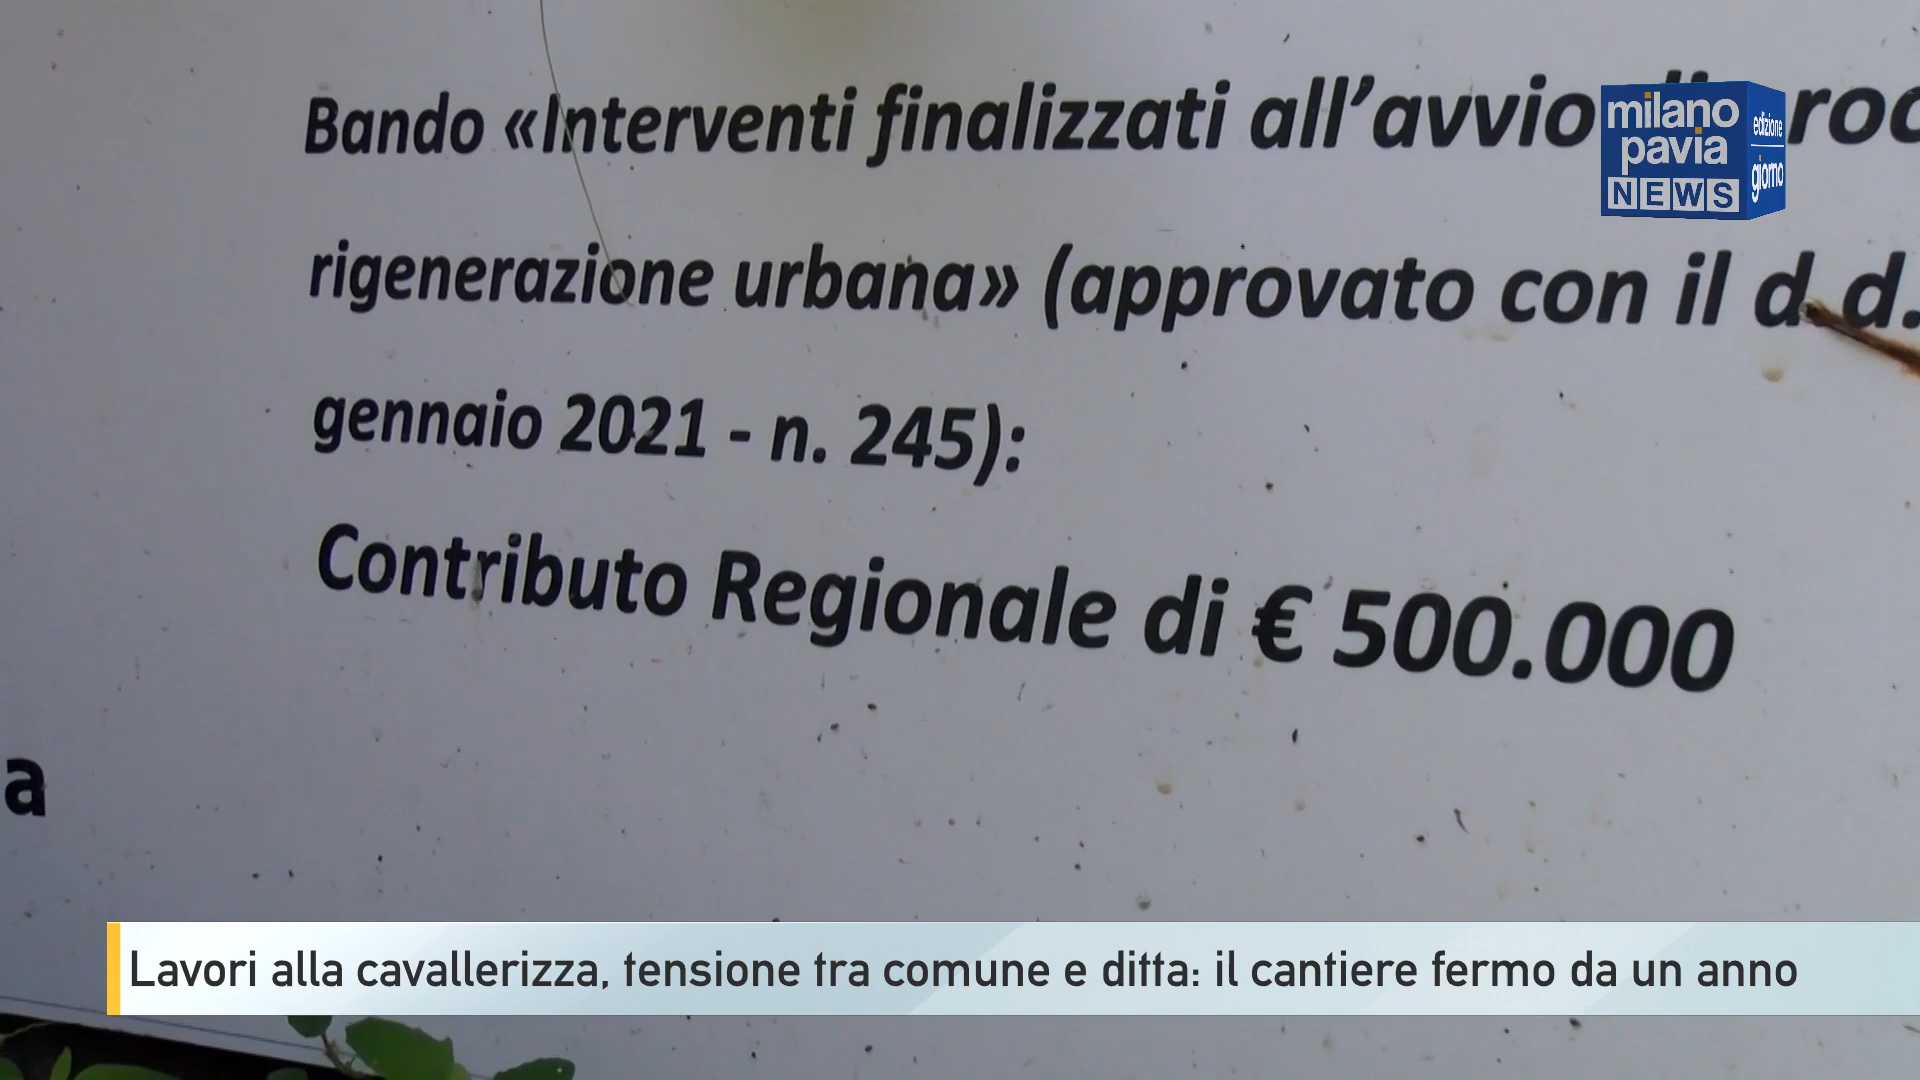 Bando «Interventi finalizzati all'avvio
rigenerazione urbana» (approvato con il d.d.
gennaio 2021 - n. 245):
Contributo Regionale di € 500.000
a
milano
pavia
NEWS
edizione
giorno
Lavori alla cavallerizza, tensione tra comune e ditta: il cantiere fermo da un anno